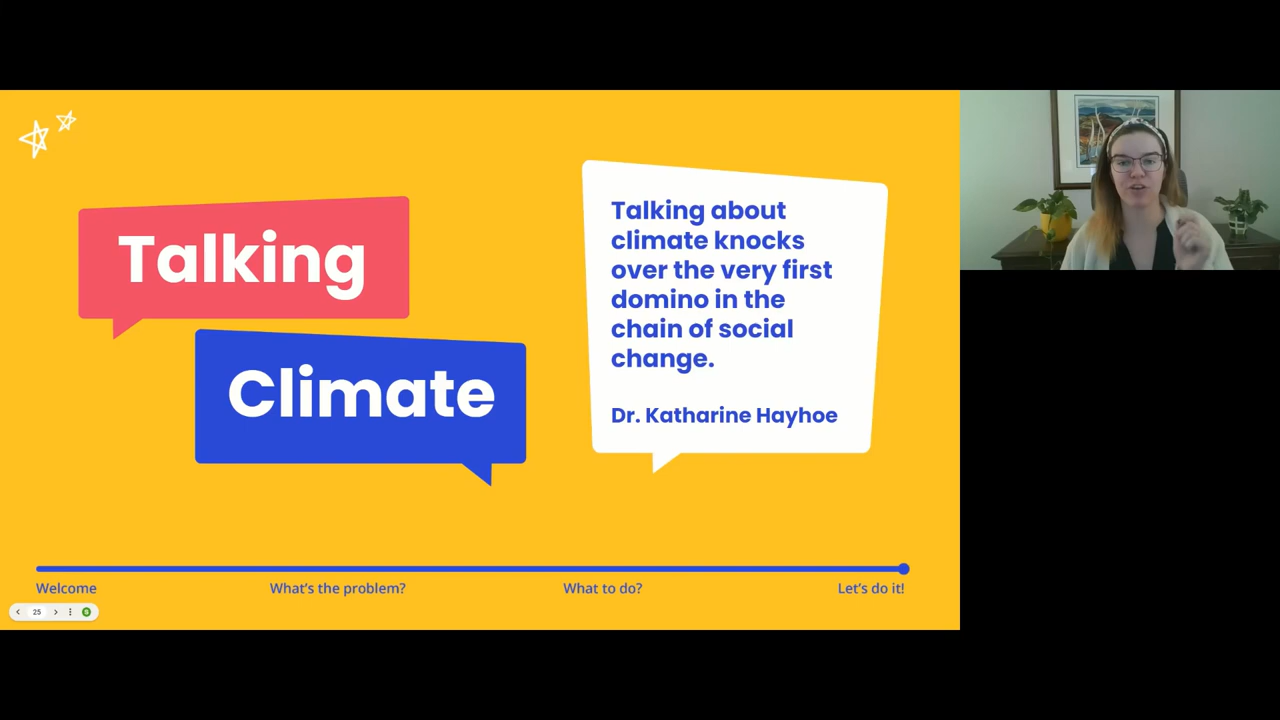 Talking
Climate
Talking about
climate knocks
over the very first
domino in the
chain of social
change.
Dr. Katharine Hayhoe
Welcome
What's the problem?
What to do?
Let's do it!
25